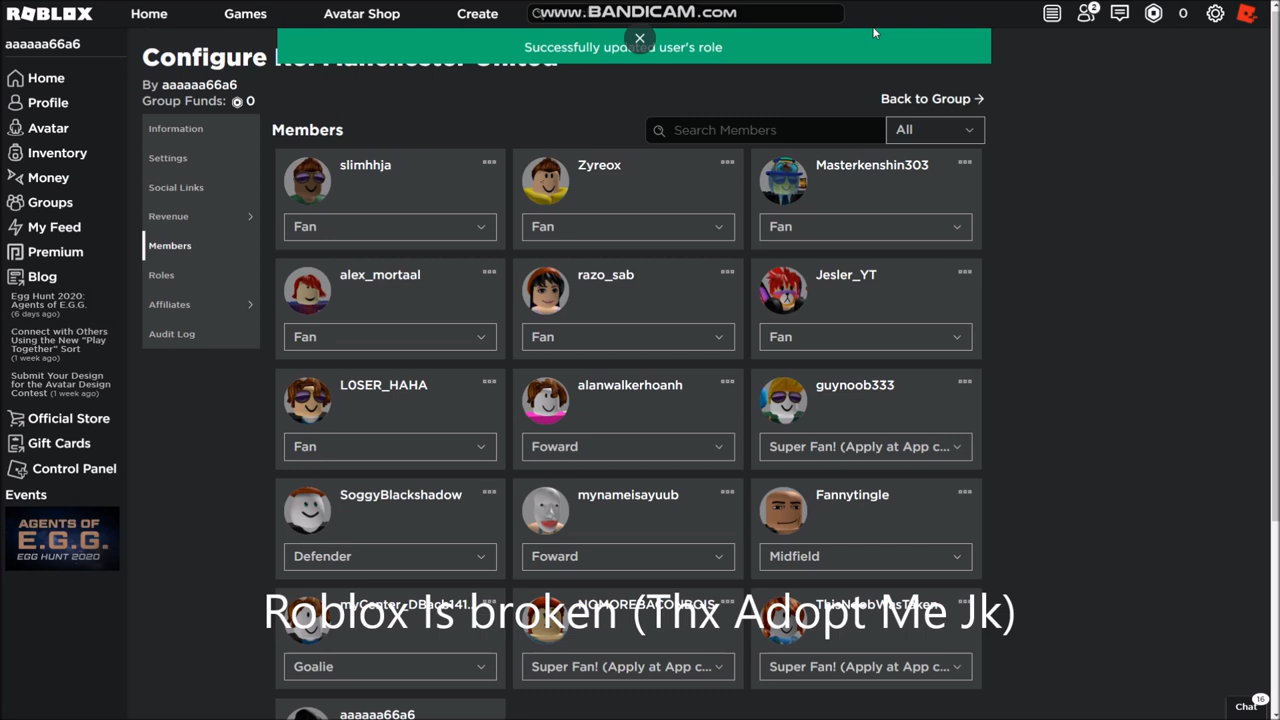 ROBLOX
Home
Games
Avatar Shop
Create
www.BANDICAM.com
2
0
aaaaaa66a6
Successfully updated user's role
Configure
Manchester United
By aaaaaa66a6
Group Funds: 0
Back to Group →
Home
Profile
Avatar
Inventory
Money
Groups
My Feed
Premium
Blog
Egg Hunt 2020:
Agents of E.G.G.
(6 days ago)
Connect with Others
Using the New "Play
Together" Sort
(1 week ago)
Submit Your Design
for the Avatar Design
Contest (1 week ago)
Official Store
Gift Cards
Control Panel
Events
AGENTS OF
E.G.G.
EGG HUNT 2020
Information
Settings
Social Links
Revenue
Members
Roles
Affiliates
Audit Log
Members
Search Members
All
slimhhja
Fan
Zyreox
Fan
Masterkenshin303
Fan
alex_mortaal
Fan
razo_sab
Fan
Jesler_YT
Fan
L0SER_HAHA
Fan
alanwalkerhoanh
Foward
guynoob333
Super Fan! (Apply at App c...
SoggyBlackshadow
Defender
mynameisayuub
Foward
Fannytingle
Midfield
Goalie
Super Fan! (Apply at App c...
Super Fan! (Apply at App c...
Roblox Is broken (Thx Adopt Me Jk)
aaaaaa66a6
Chat
16